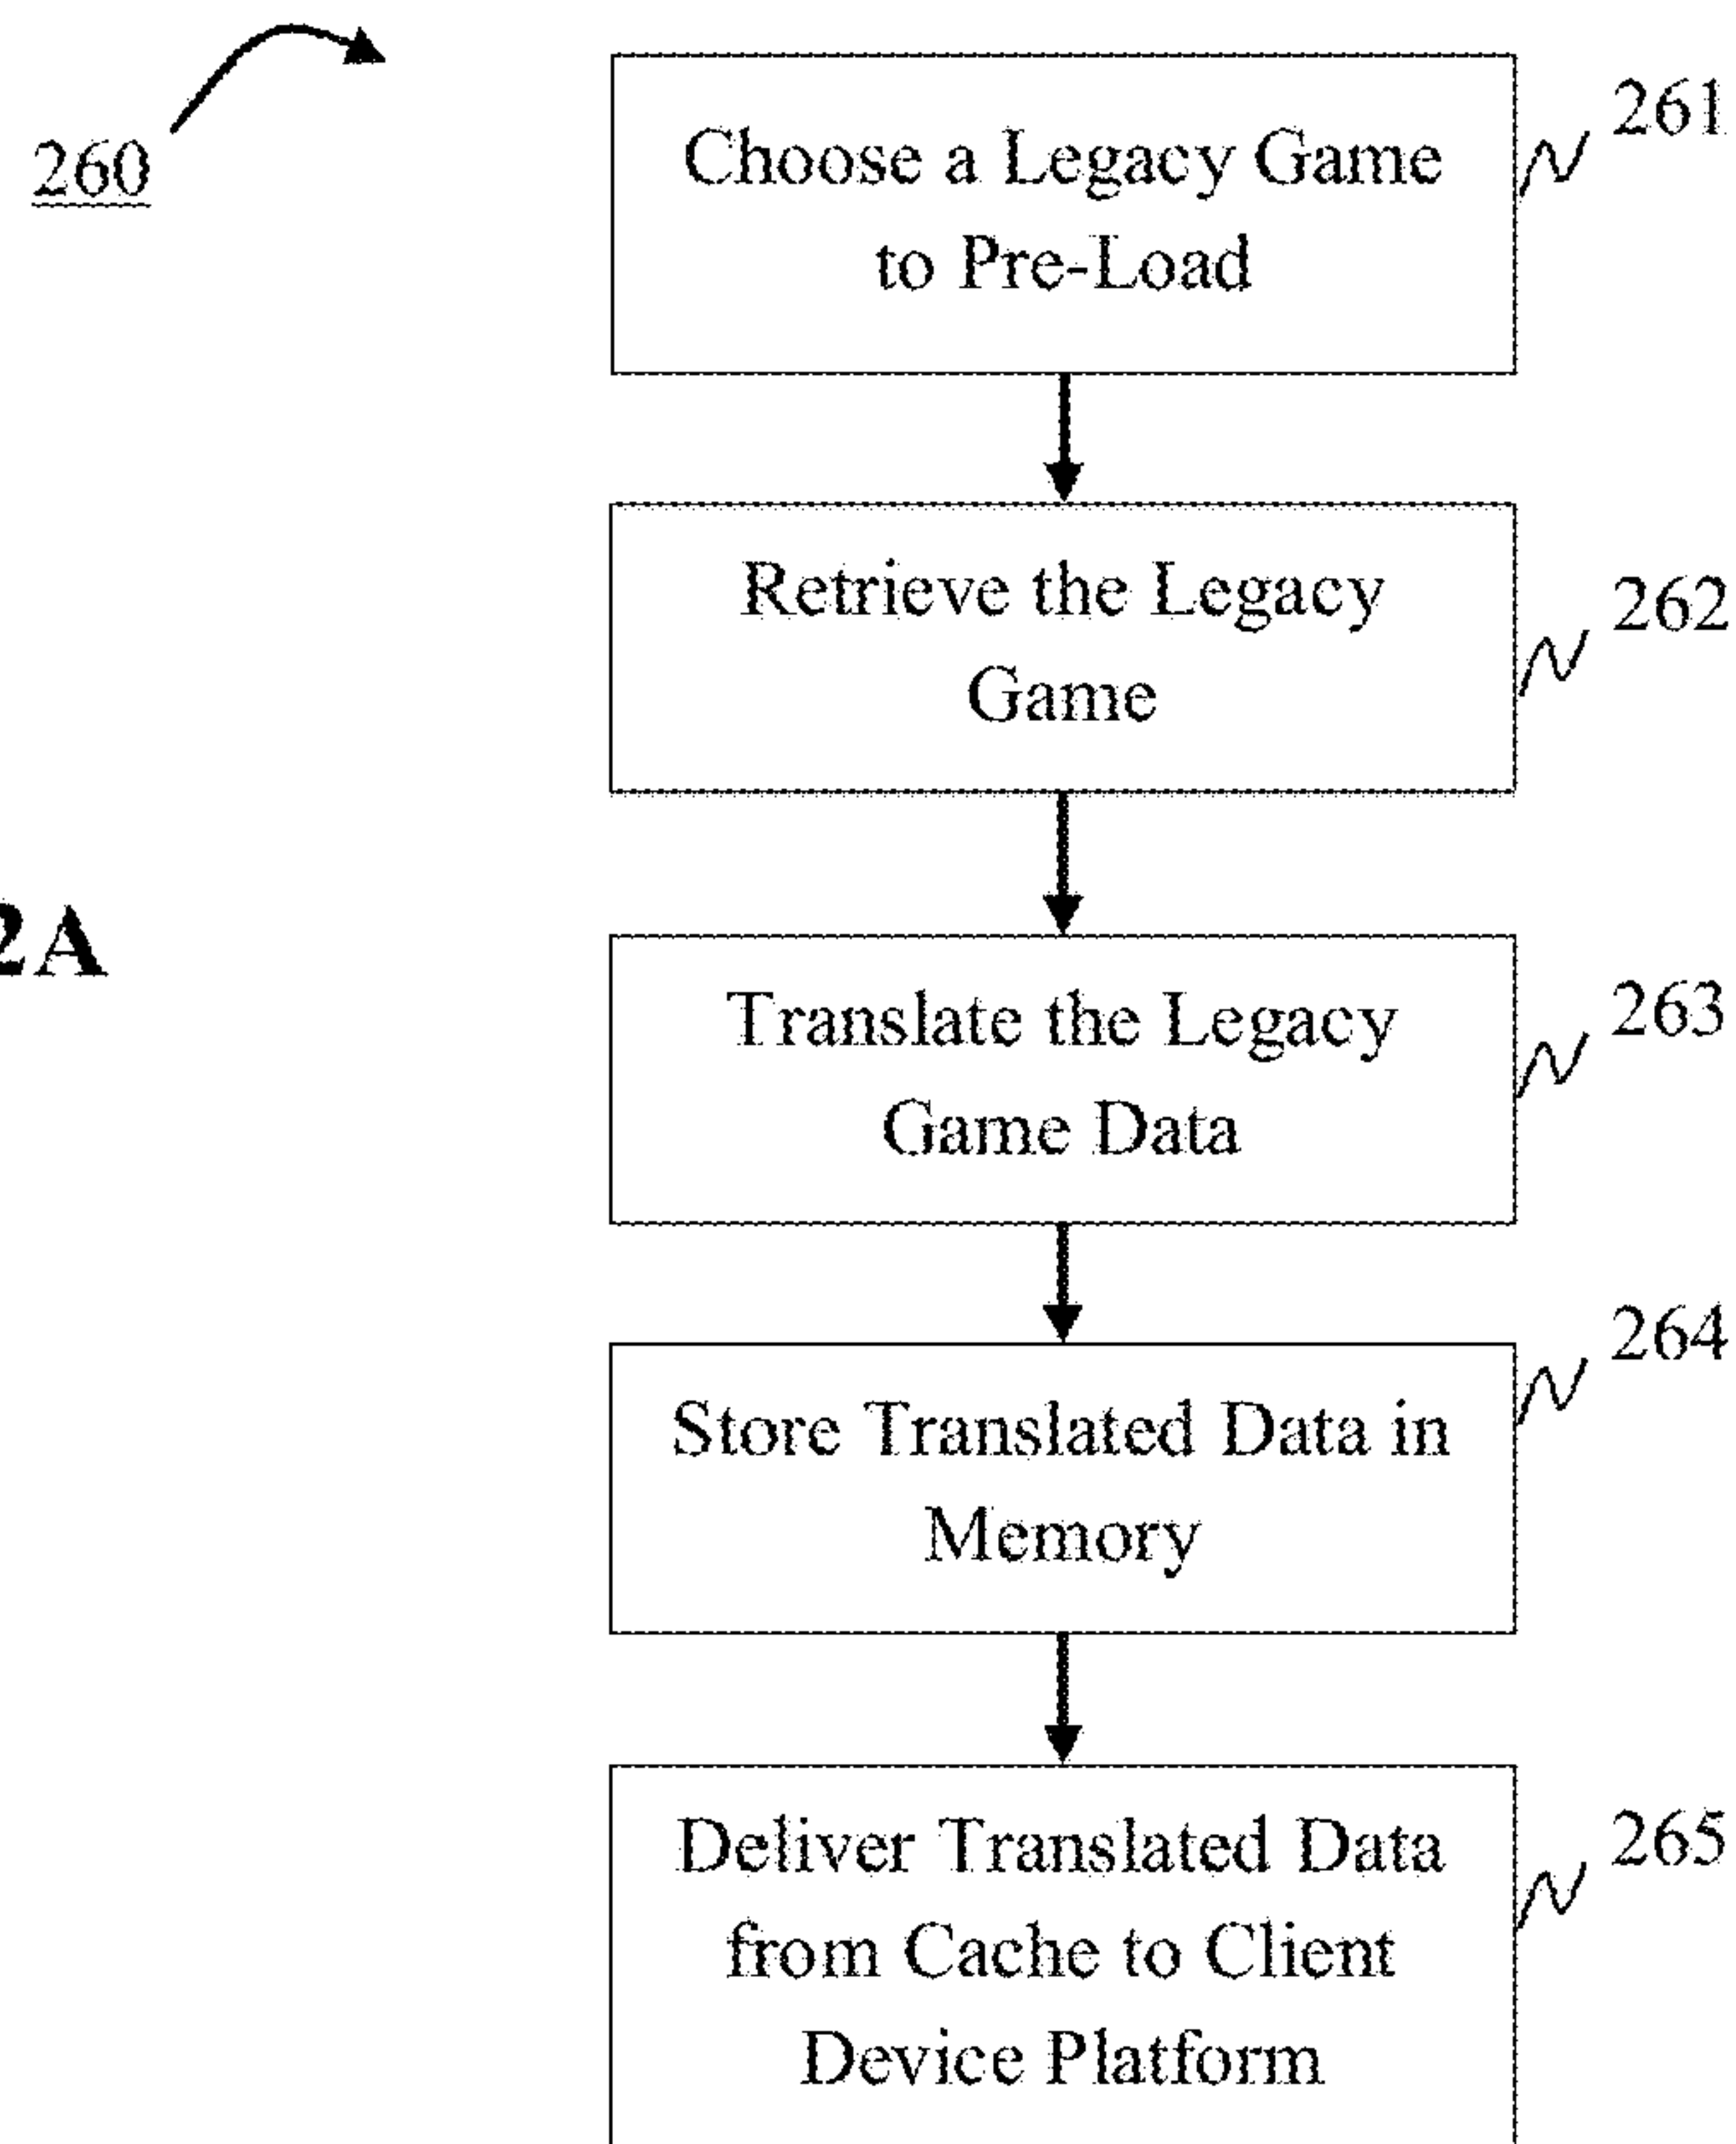 260
Choose a Legacy Game
to Pre-Load
261
Retrieve the Legacy
Game
262
2A
Translate the Legacy
Game Data
263
Store Translated Data in
Memory
264
Deliver Translated Data
from Cache to Client
Device Platform
265